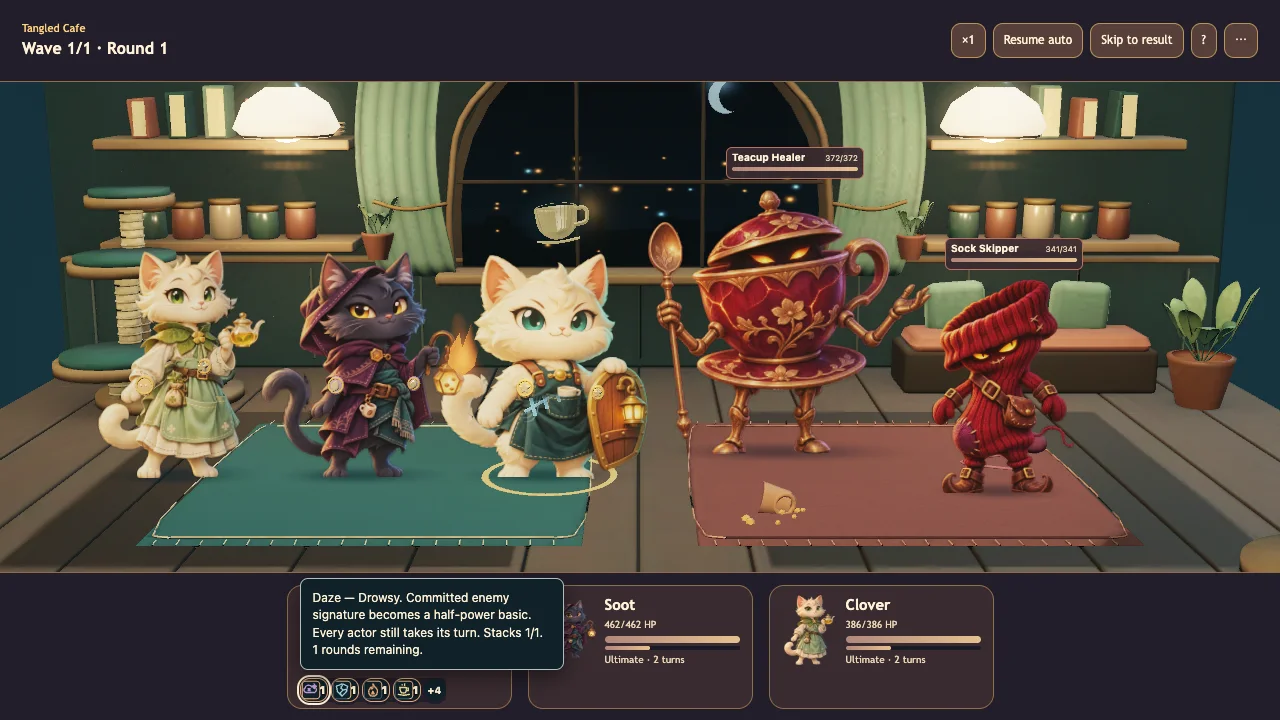 Tangled Cafe
Wave 1/1 · Round 1
×1
Resume auto
Skip to result
?
...
Teacup Healer 372/372
Sock Skipper 341/341
Daze — Drowsy. Committed enemy
signature becomes a half-power basic.
Every actor still takes its turn. Stacks 1/1.
1 rounds remaining.
1
1
1
1
+4
Soot
462/462 HP
Ultimate · 2 turns
Clover
386/386 HP
Ultimate · 2 turns